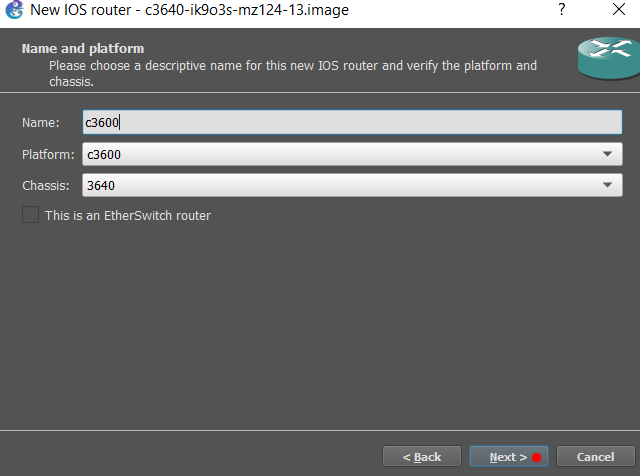 New IOS router - c3640-ik9o3s-mz124-13.image ?
Name and platform
Please choose a descriptive name for this new IOS router and verify the platform and
chassis.
Name: c3600
Platform: c3600
Chassis: 3640
This is an EtherSwitch router
< Back Next > Cancel